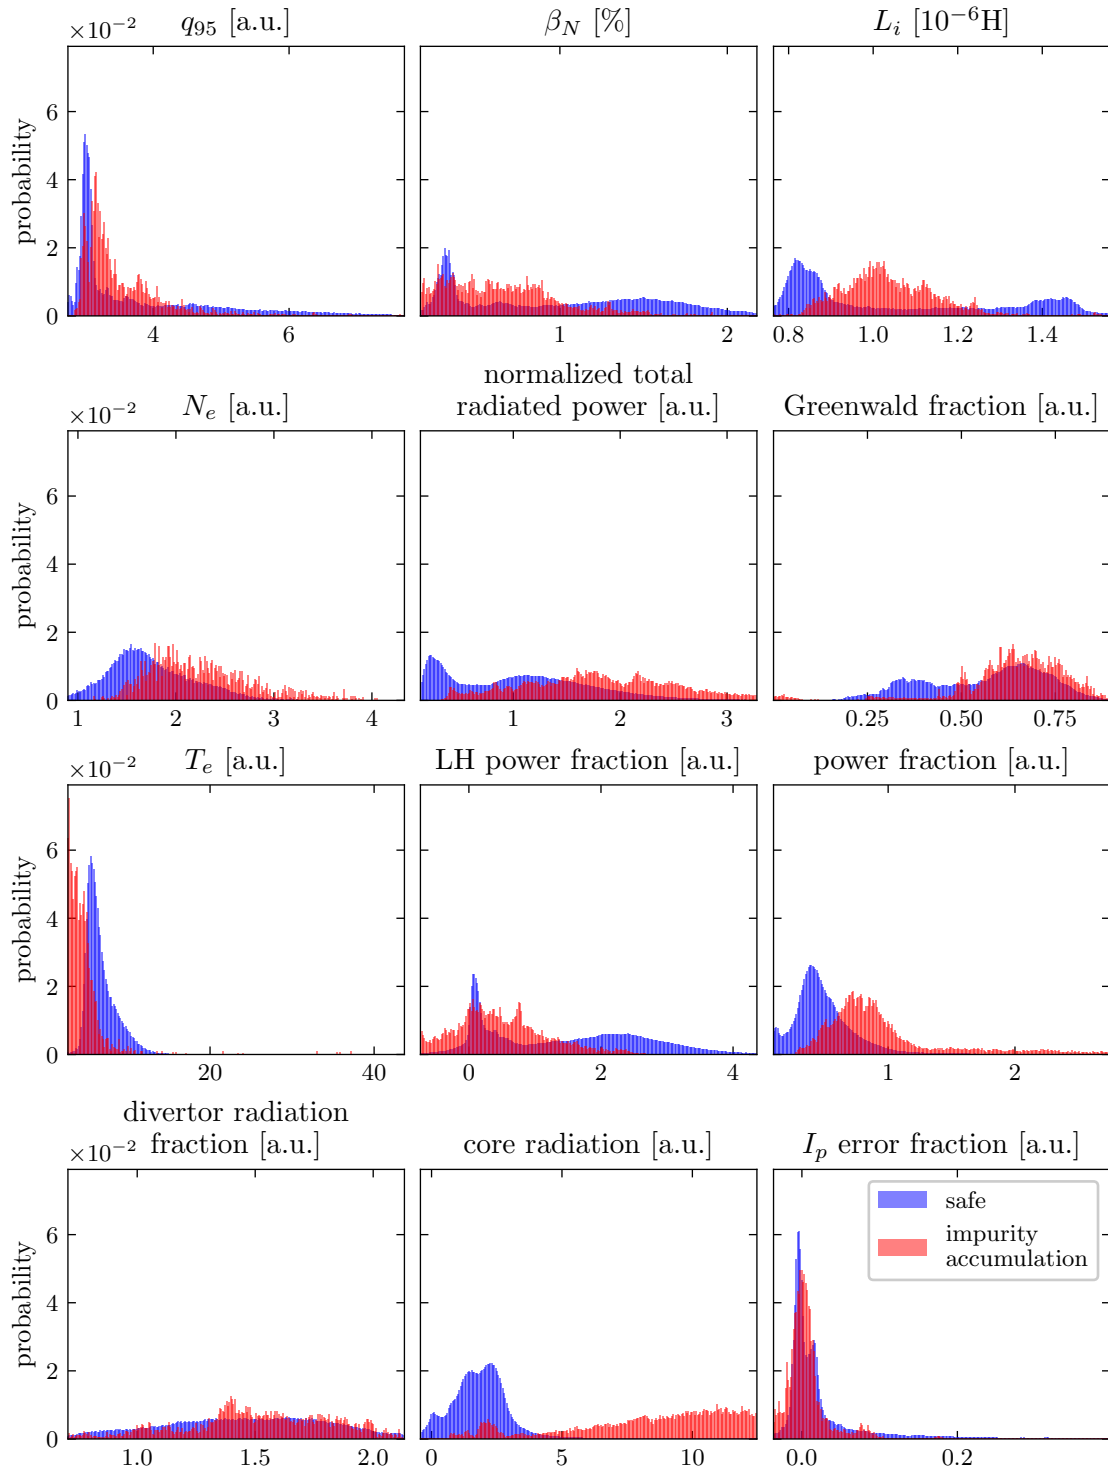 ×10⁻² q₉₅ [a.u.] β_N [%] L_i [10⁻⁶H]
probability
6
4
2
0
4 6 1 2 0.8 1.0 1.2 1.4
normalized total
×10⁻² N_e [a.u.] radiated power [a.u.] Greenwald fraction [a.u.]
probability
6
4
2
0
1 2 3 4 1 2 3 0.25 0.50 0.75
×10⁻² T_e [a.u.] LH power fraction [a.u.] power fraction [a.u.]
probability
6
4
2
0
20 40 0 2 4 1 2
divertor radiation
×10⁻² fraction [a.u.] core radiation [a.u.] I_p error fraction [a.u.]
probability
6
4
2
0
safe
impurity
accumulation
1.0 1.5 2.0 0 5 10 0.0 0.2